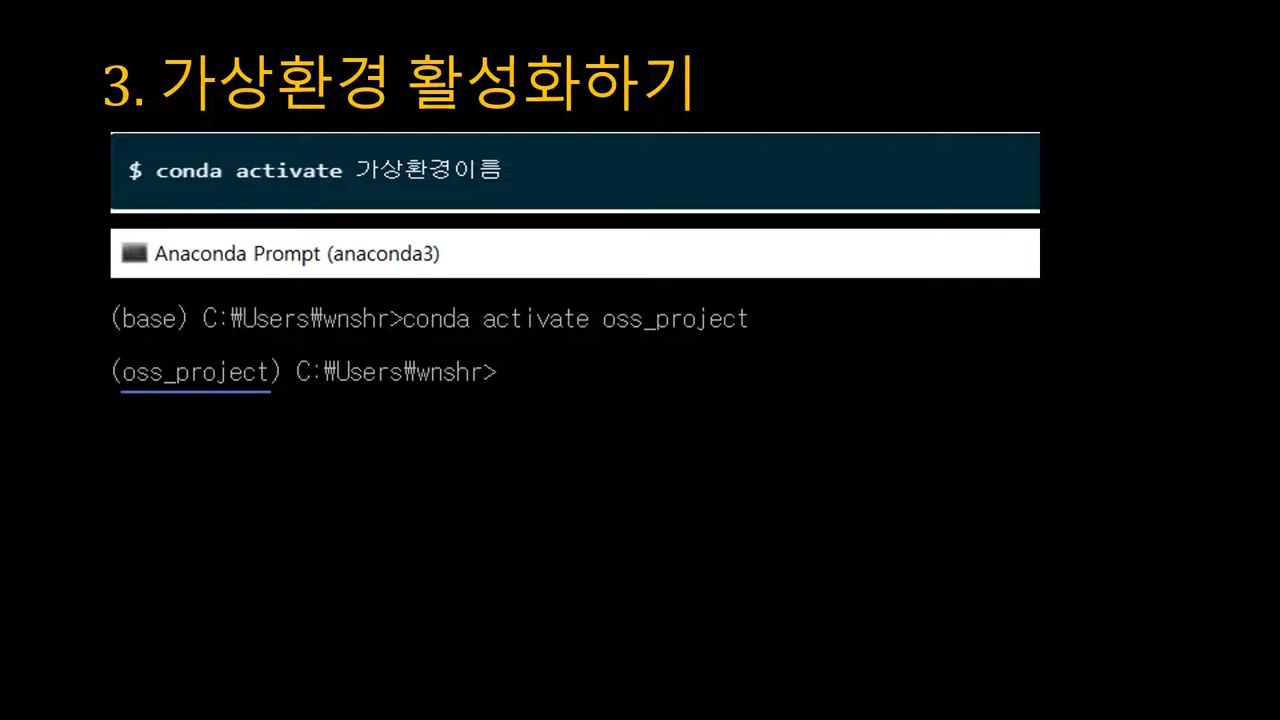 3. 가상환경 활성화하기
$ conda activate 가상환경이름
Anaconda Prompt (anaconda3)
(base) C:₩Users₩wnshr>conda activate oss_project
(oss_project) C:₩Users₩wnshr>